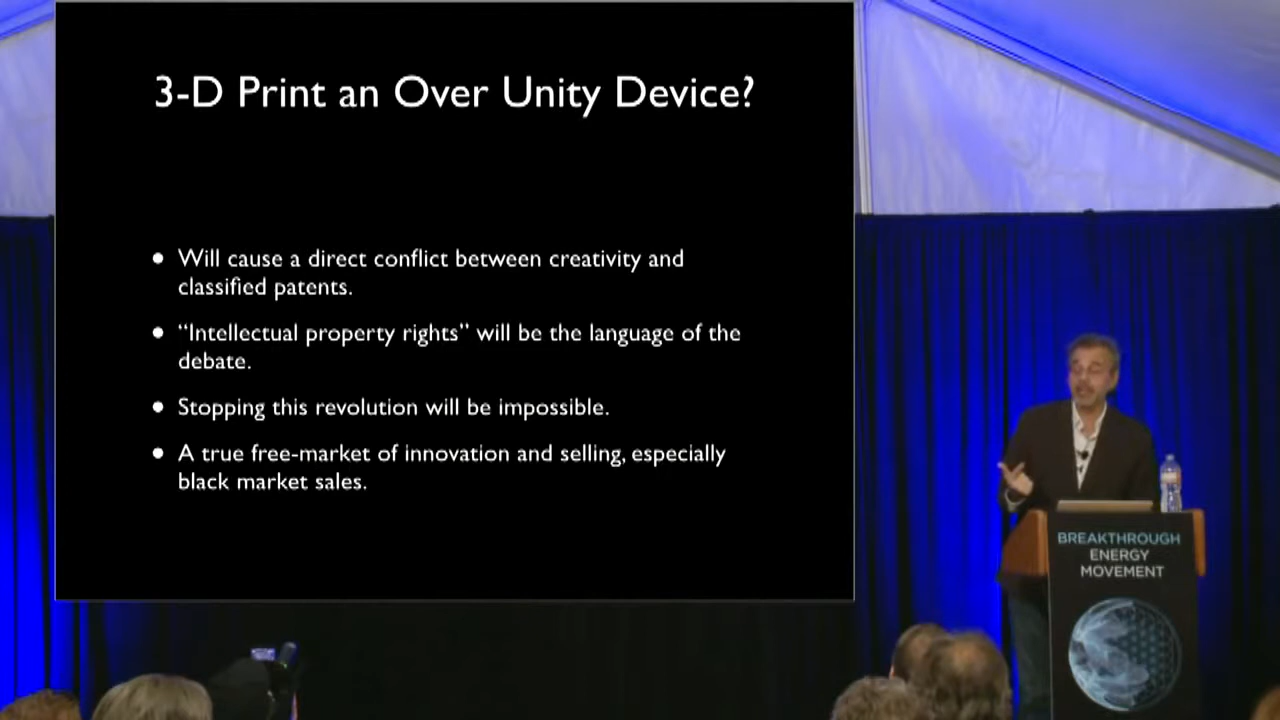 3-D Print an Over Unity Device?
• Will cause a direct conflict between creativity and
classified patents.
• “Intellectual property rights” will be the language of the
debate.
• Stopping this revolution will be impossible.
• A true free-market of innovation and selling, especially
black market sales.
BREAKTHROUGH
ENERGY
MOVEMENT